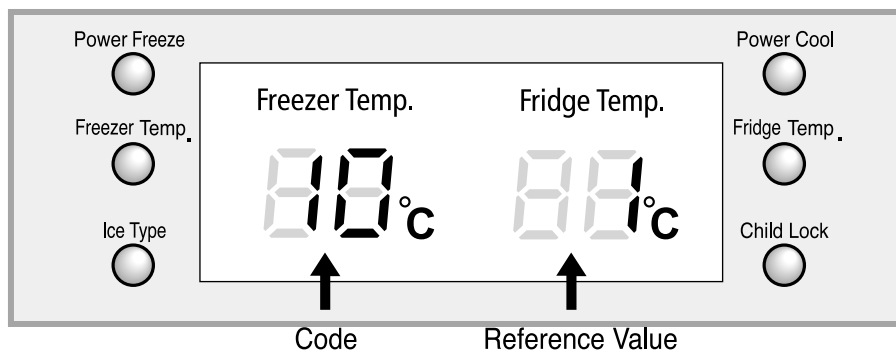 Power Freeze
Power Cool
Freezer Temp.
Fridge Temp.
Freezer Temp.
Fridge Temp.
10°C
1°C
Ice Type
Child Lock
Code
Reference Value